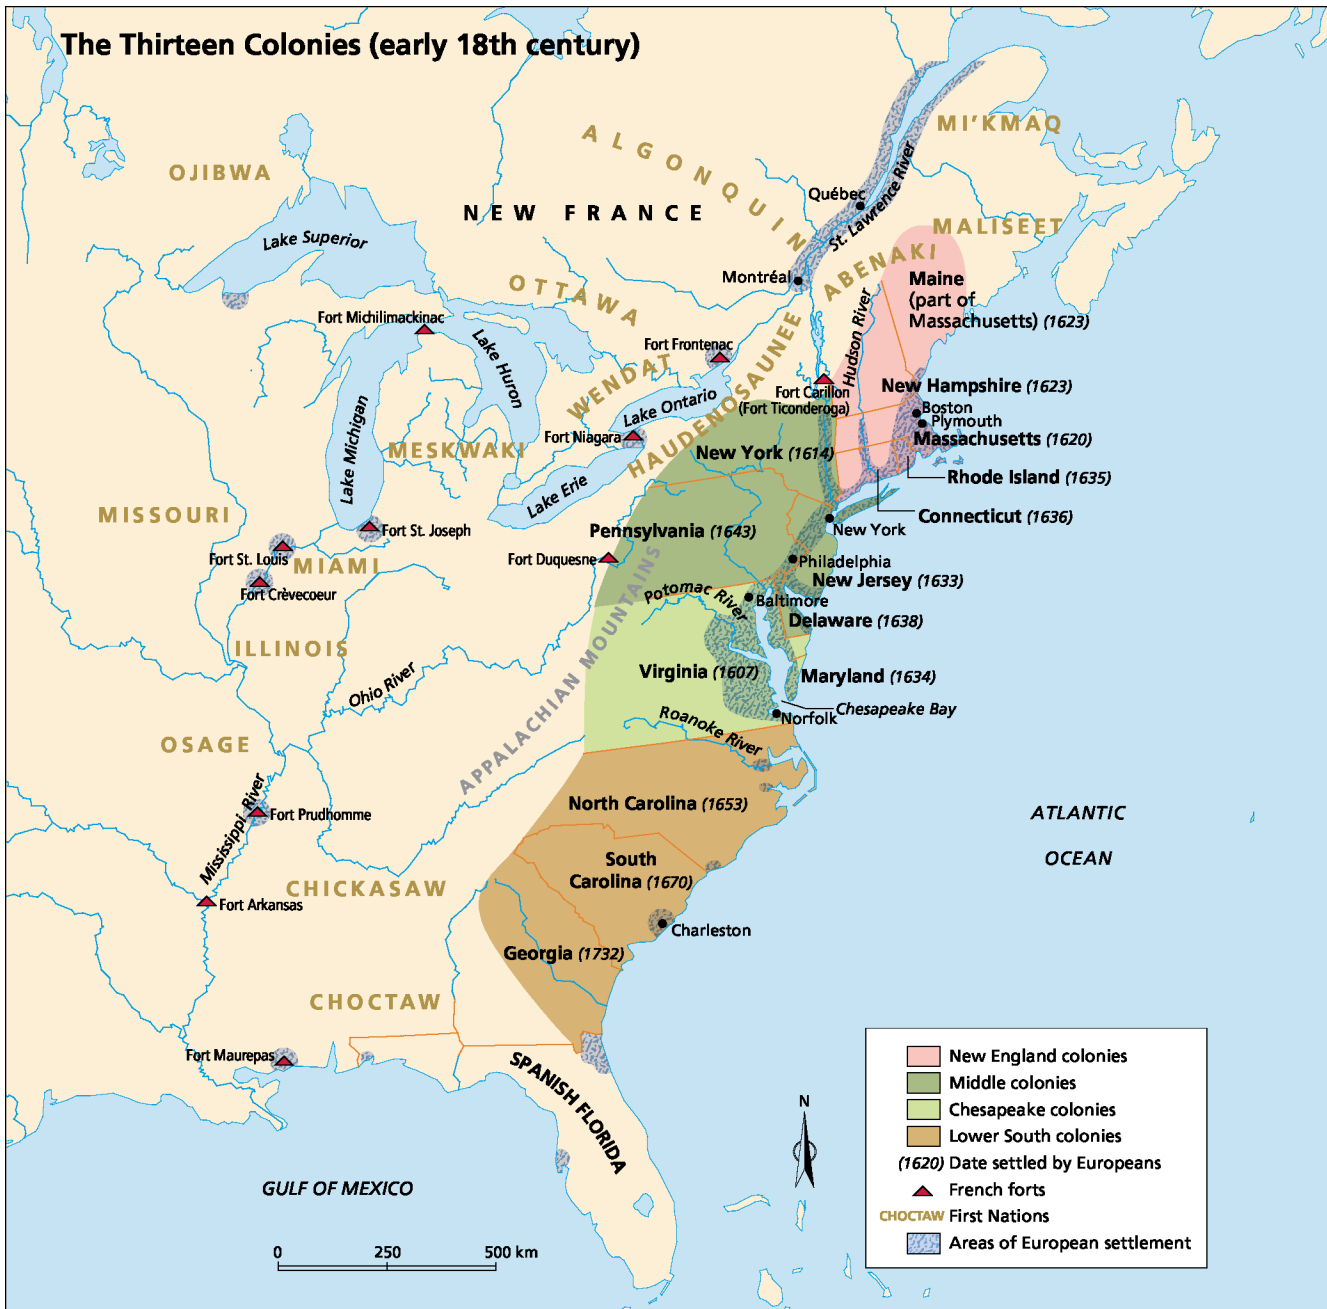 The Thirteen Colonies (early 18th century)
MI'KMAQ
ALGONQUIN
OJIBWA
Québec
NEW FRANCE
St. Lawrence River
MALISEET
Lake Superior
ABENAKI
Montréal
Maine
(part of
Massachusetts) (1623)
OTTAWA
Hudson River
Fort Michilimackinac
Lake Huron
Fort Frontenac
HAUDENOSAUNEE
WENDAT
New Hampshire (1623)
Fort Carillon
(Fort Ticonderoga)
Lake Ontario
Boston
Plymouth
Lake Michigan
Fort Niagara
Massachusetts (1620)
MESKWAKI
New York (1614)
Rhode Island (1635)
Lake Erie
MISSOURI
Connecticut (1636)
Fort St. Joseph
Pennsylvania (1643)
New York
Fort St. Louis
MIAMI
Fort Duquesne
Philadelphia
New Jersey (1633)
Fort Crèvecoeur
Potomac River
Baltimore
Delaware (1638)
ILLINOIS
APPALACHIAN MOUNTAINS
Virginia (1607)
Maryland (1634)
Ohio River
Chesapeake Bay
Norfolk
Roanoke River
OSAGE
Mississippi River
North Carolina (1653)
Fort Prudhomme
ATLANTIC
OCEAN
South
Carolina (1670)
CHICKASAW
Fort Arkansas
Charleston
Georgia (1732)
CHOCTAW
Fort Maurepas
SPANISH FLORIDA
GULF OF MEXICO
0 250 500 km
N
New England colonies
Middle colonies
Chesapeake colonies
Lower South colonies
(1620) Date settled by Europeans
French forts
CHOCTAW First Nations
Areas of European settlement